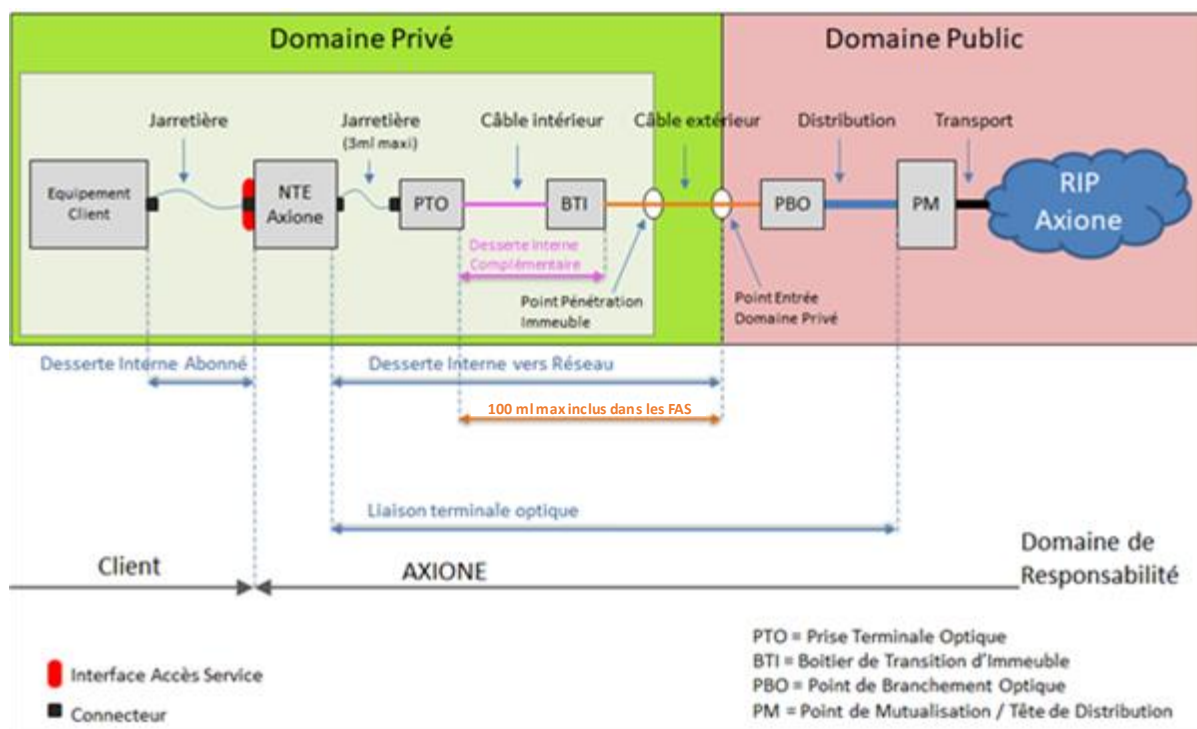 Domaine Privé
Domaine Public
Jarretière
Jarretière
(3ml maxi)
Câble intérieur
Câble extérieur
Distribution
Transport
Equipement
Client
NTE
Axione
PTO
BTI
PBO
PM
RIP
Axione
Desserte Interne
Complémentaire
Point Pénétration
Immeuble
Point Entrée
Domaine Privé
Desserte Interne Abonné
Desserte Interne vers Réseau
100 ml max inclus dans les FAS
Liaison terminale optique
Client
AXIONE
Domaine de
Responsabilité
Interface Accès Service
Connecteur
PTO = Prise Terminale Optique
BTI = Boitier de Transition d'Immeuble
PBO = Point de Branchement Optique
PM = Point de Mutualisation / Tête de Distribution